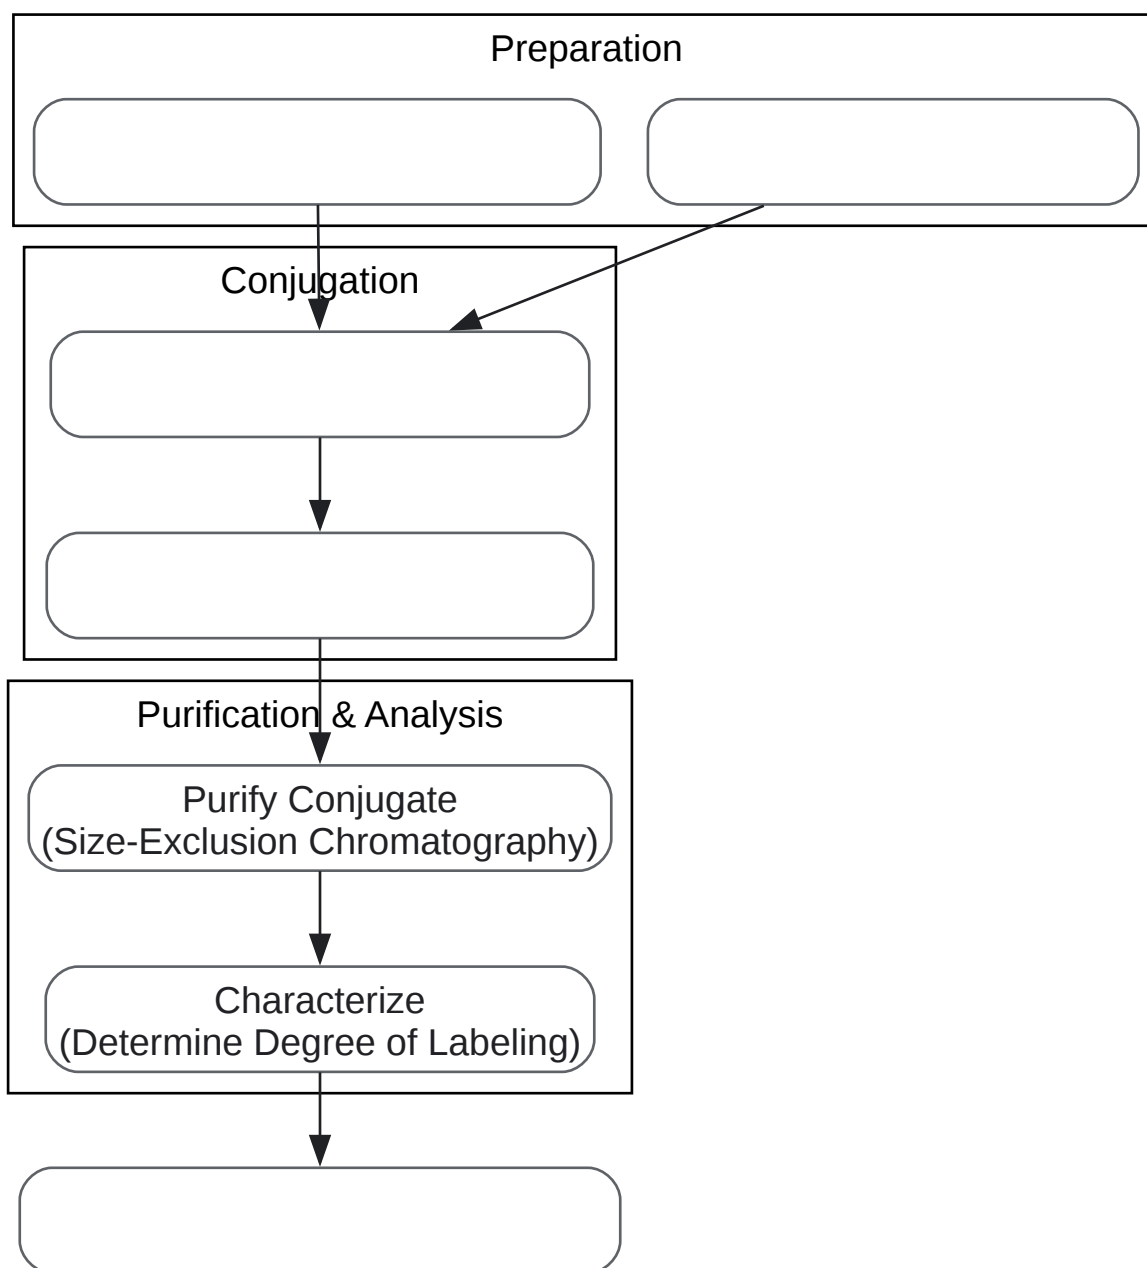 Preparation
Conjugation
Purification & Analysis
Purify Conjugate
(Size-Exclusion Chromatography)
Characterize
(Determine Degree of Labeling)